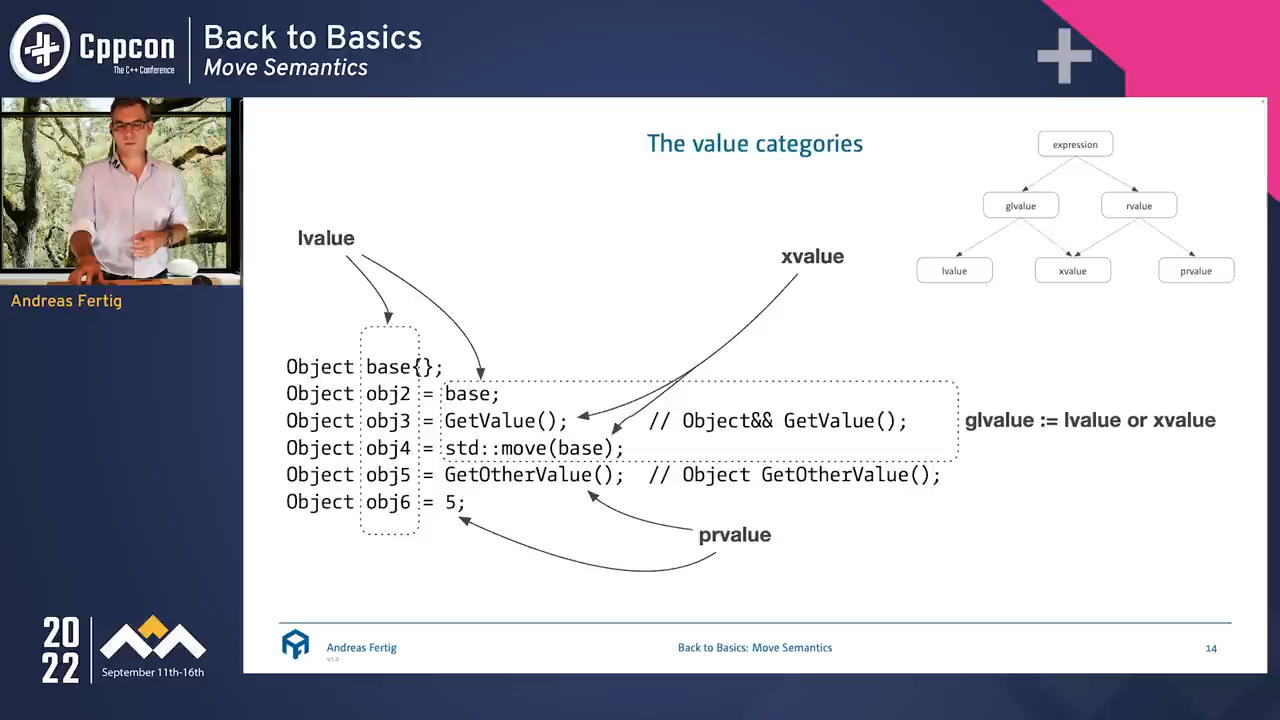 Cppcon
The C++ Conference
Back to Basics
Move Semantics
Andreas Fertig
20
22
September 11th-16th
The value categories
expression
glvalue
rvalue
lvalue
xvalue
prvalue
lvalue
xvalue
Object base{};
Object obj2 = base;
Object obj3 = GetValue(); // Object&& GetValue();
glvalue := lvalue or xvalue
Object obj4 = std::move(base);
Object obj5 = GetOtherValue(); // Object GetOtherValue();
Object obj6 = 5;
prvalue
Andreas Fertig
V.1.0
Back to Basics: Move Semantics
14